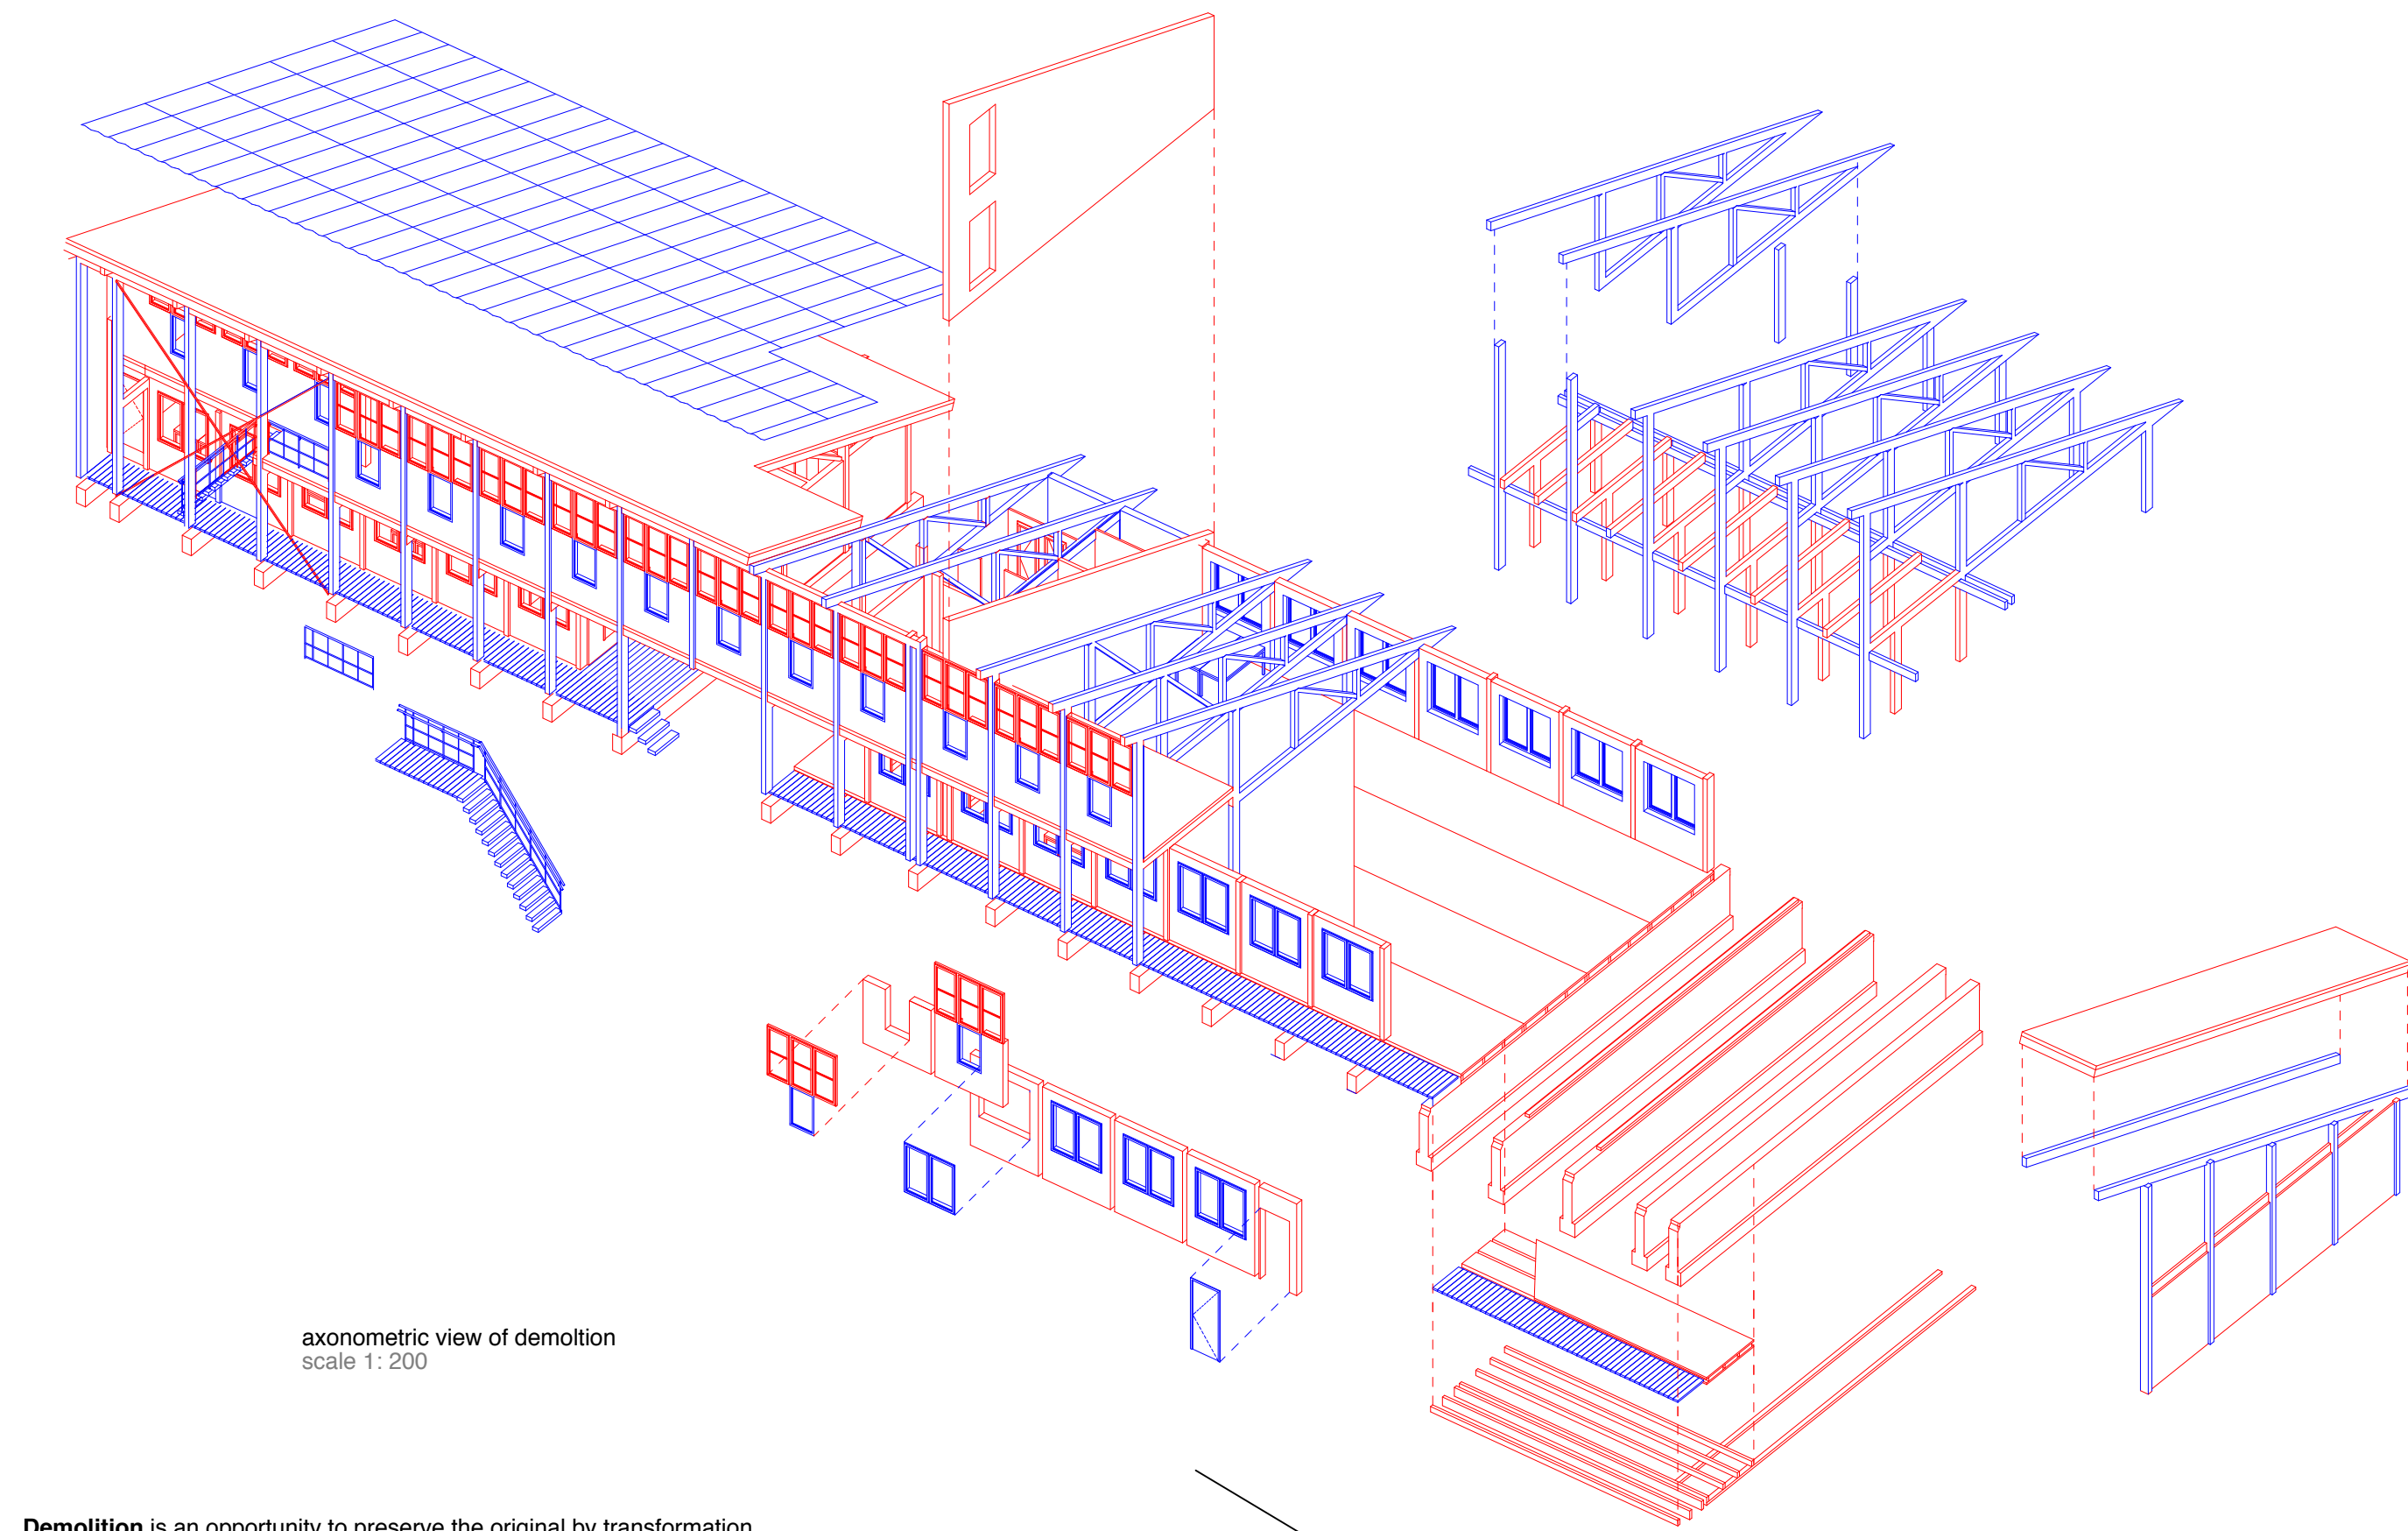 axonometric view of demoltion
scale 1: 200
Demolition is an opportunity to preserve the original by transformation